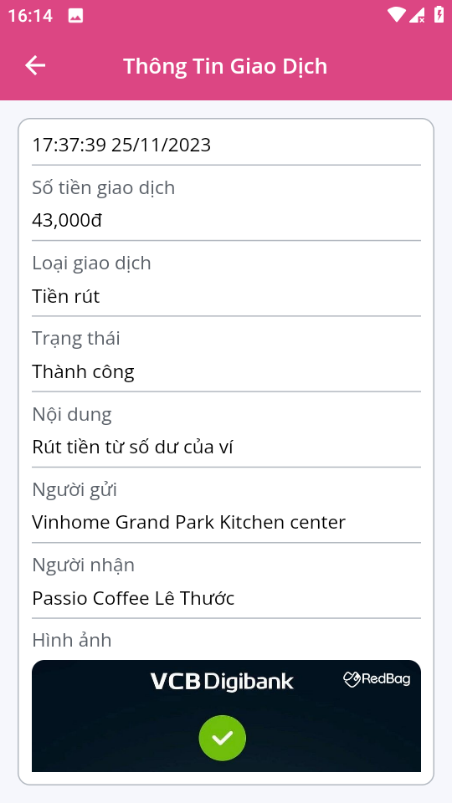 16:14
Thông Tin Giao Dịch
17:37:39 25/11/2023
Số tiền giao dịch
43,000đ
Loại giao dịch
Tiền rút
Trạng thái
Thành công
Nội dung
Rút tiền từ số dư của ví
Người gửi
Vinhome Grand Park Kitchen center
Người nhận
Passio Coffee Lê Thước
Hình ảnh
VCB Digibank RedBag